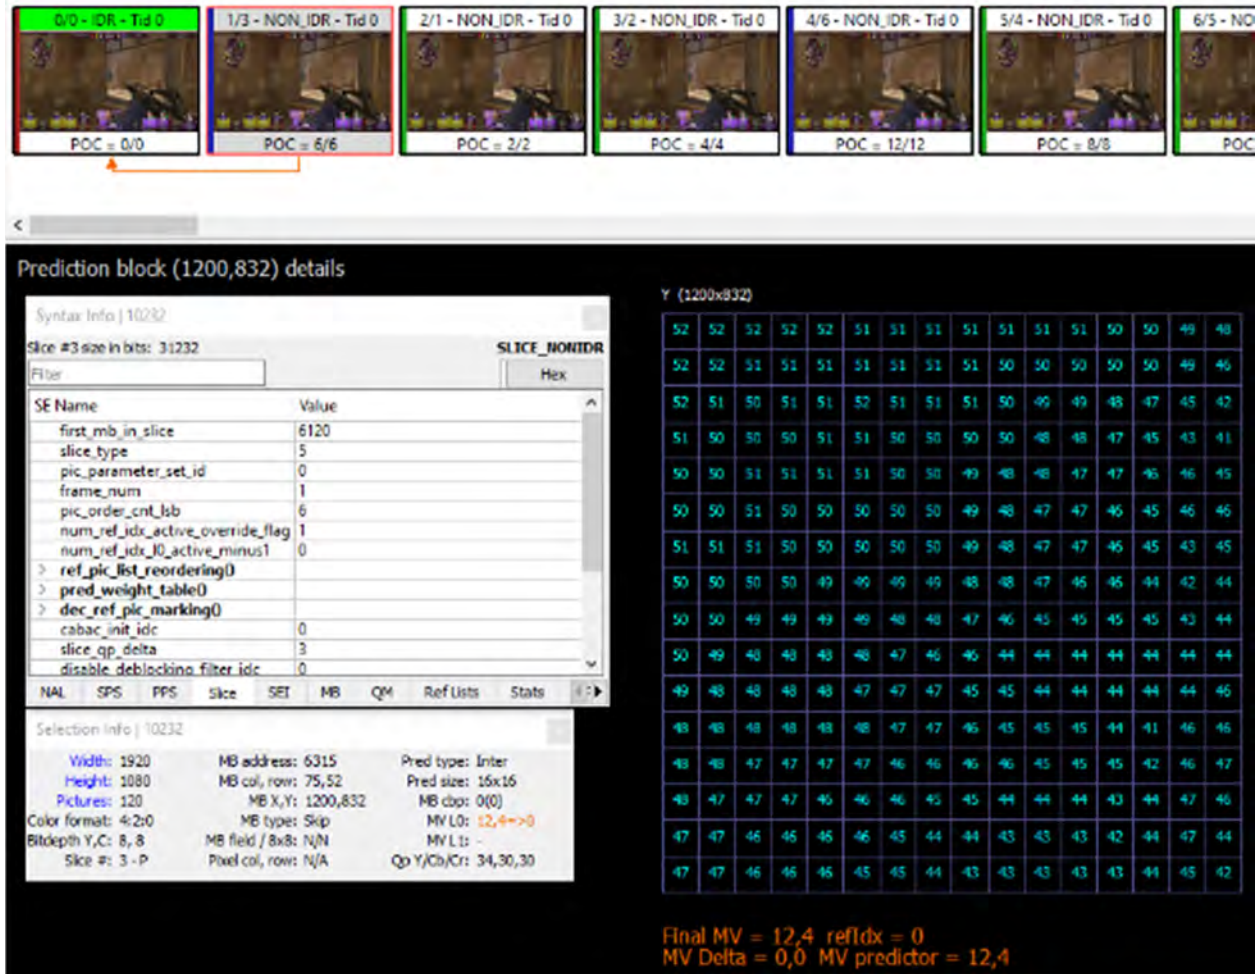 0/0 - IDR - Tid 0
1/3 - NON_IDR - Tid 0
2/1 - NON_IDR - Tid 0
3/2 - NON_IDR - Tid 0
4/6 - NON_IDR - Tid 0
5/4 - NON_IDR - Tid 0
6/5 - NO
POC = 0/0
POC = 6/6
POC = 2/2
POC = 4/4
POC = 12/12
POC = 8/8
POC
Prediction block (1200,832) details
Syntax Info | 10232
Slice #3 size in bits: 31232 SLICE_NONIDR
Filter Hex
SE Name Value
first_mb_in_slice 6120
slice_type 5
pic_parameter_set_id 0
frame_num 1
pic_order_cnt_lsb 6
num_ref_idx_active_override_flag 1
num_ref_idx_l0_active_minus1 0
ref_pic_list_reordering()
pred_weight_table()
dec_ref_pic_marking()
cabac_init_idc 0
slice_qp_delta 3
disable_deblocking_filter_idc 0
NAL SPS PPS Slice SEI MB QM Ref Lists Stats
Selection Info | 10232
Width: 1920 MB address: 6315 Pred type: Inter
Height: 1080 MB col, row: 75,52 Pred size: 16x16
Pictures: 120 MB X,Y: 1200,832 MB cbp: 0(0)
Color format: 4:2:0 MB type: Skip MV L0: 12,4=>0
Bitdepth Y,C: 8, 8 MB field / 8x8: N/N MV L1: -
Slice #: 3 - P Pixel col, row: N/A Qp Y/Cb/Cr: 34,30,30
Y (1200x832)
52 52 52 52 52 51 51 51 51 51 51 51 50 50 49 48
52 52 51 51 51 51 51 51 51 50 50 50 50 50 49 46
52 51 50 51 51 52 51 51 51 50 49 49 48 47 45 42
51 50 50 50 51 51 50 50 50 50 48 48 47 45 43 41
50 50 51 51 51 51 50 50 49 48 48 47 47 46 46 45
50 50 51 50 50 50 50 50 49 48 47 47 46 45 46 46
51 51 51 50 50 50 50 50 49 48 47 47 46 45 43 45
50 50 50 50 49 49 49 49 48 48 47 46 46 44 42 44
50 50 49 49 49 49 48 48 47 46 45 45 45 45 43 44
50 49 48 48 48 48 47 46 46 44 44 44 44 44 44 44
49 48 48 48 48 47 47 47 45 45 44 44 44 44 44 46
48 48 48 48 48 48 47 47 46 45 45 45 44 41 46 46
48 48 47 47 47 47 46 46 46 45 45 45 45 42 46 47
48 47 47 47 46 46 46 45 45 44 44 44 43 44 47 46
47 47 46 46 46 46 45 45 44 44 43 43 43 42 44 47
47 47 46 46 46 45 45 44 43 43 43 43 43 44 45 42
Final MV = 12,4 refIdx = 0
MV Delta = 0,0 MV predictor = 12,4